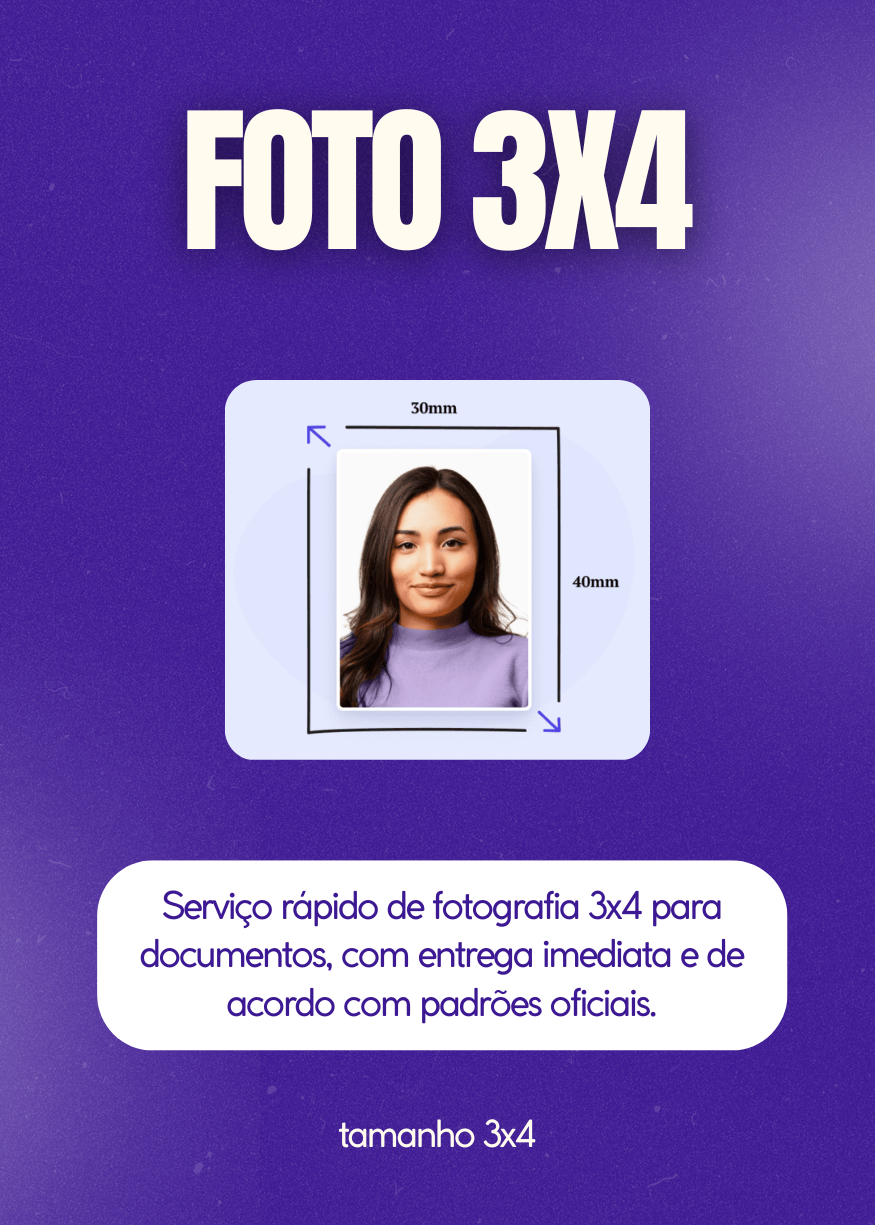 FOTO 3X4
30mm
40mm
Serviço rápido de fotografia 3x4 para
documentos, com entrega imediata e de
acordo com padrões oficiais.
tamanho 3x4